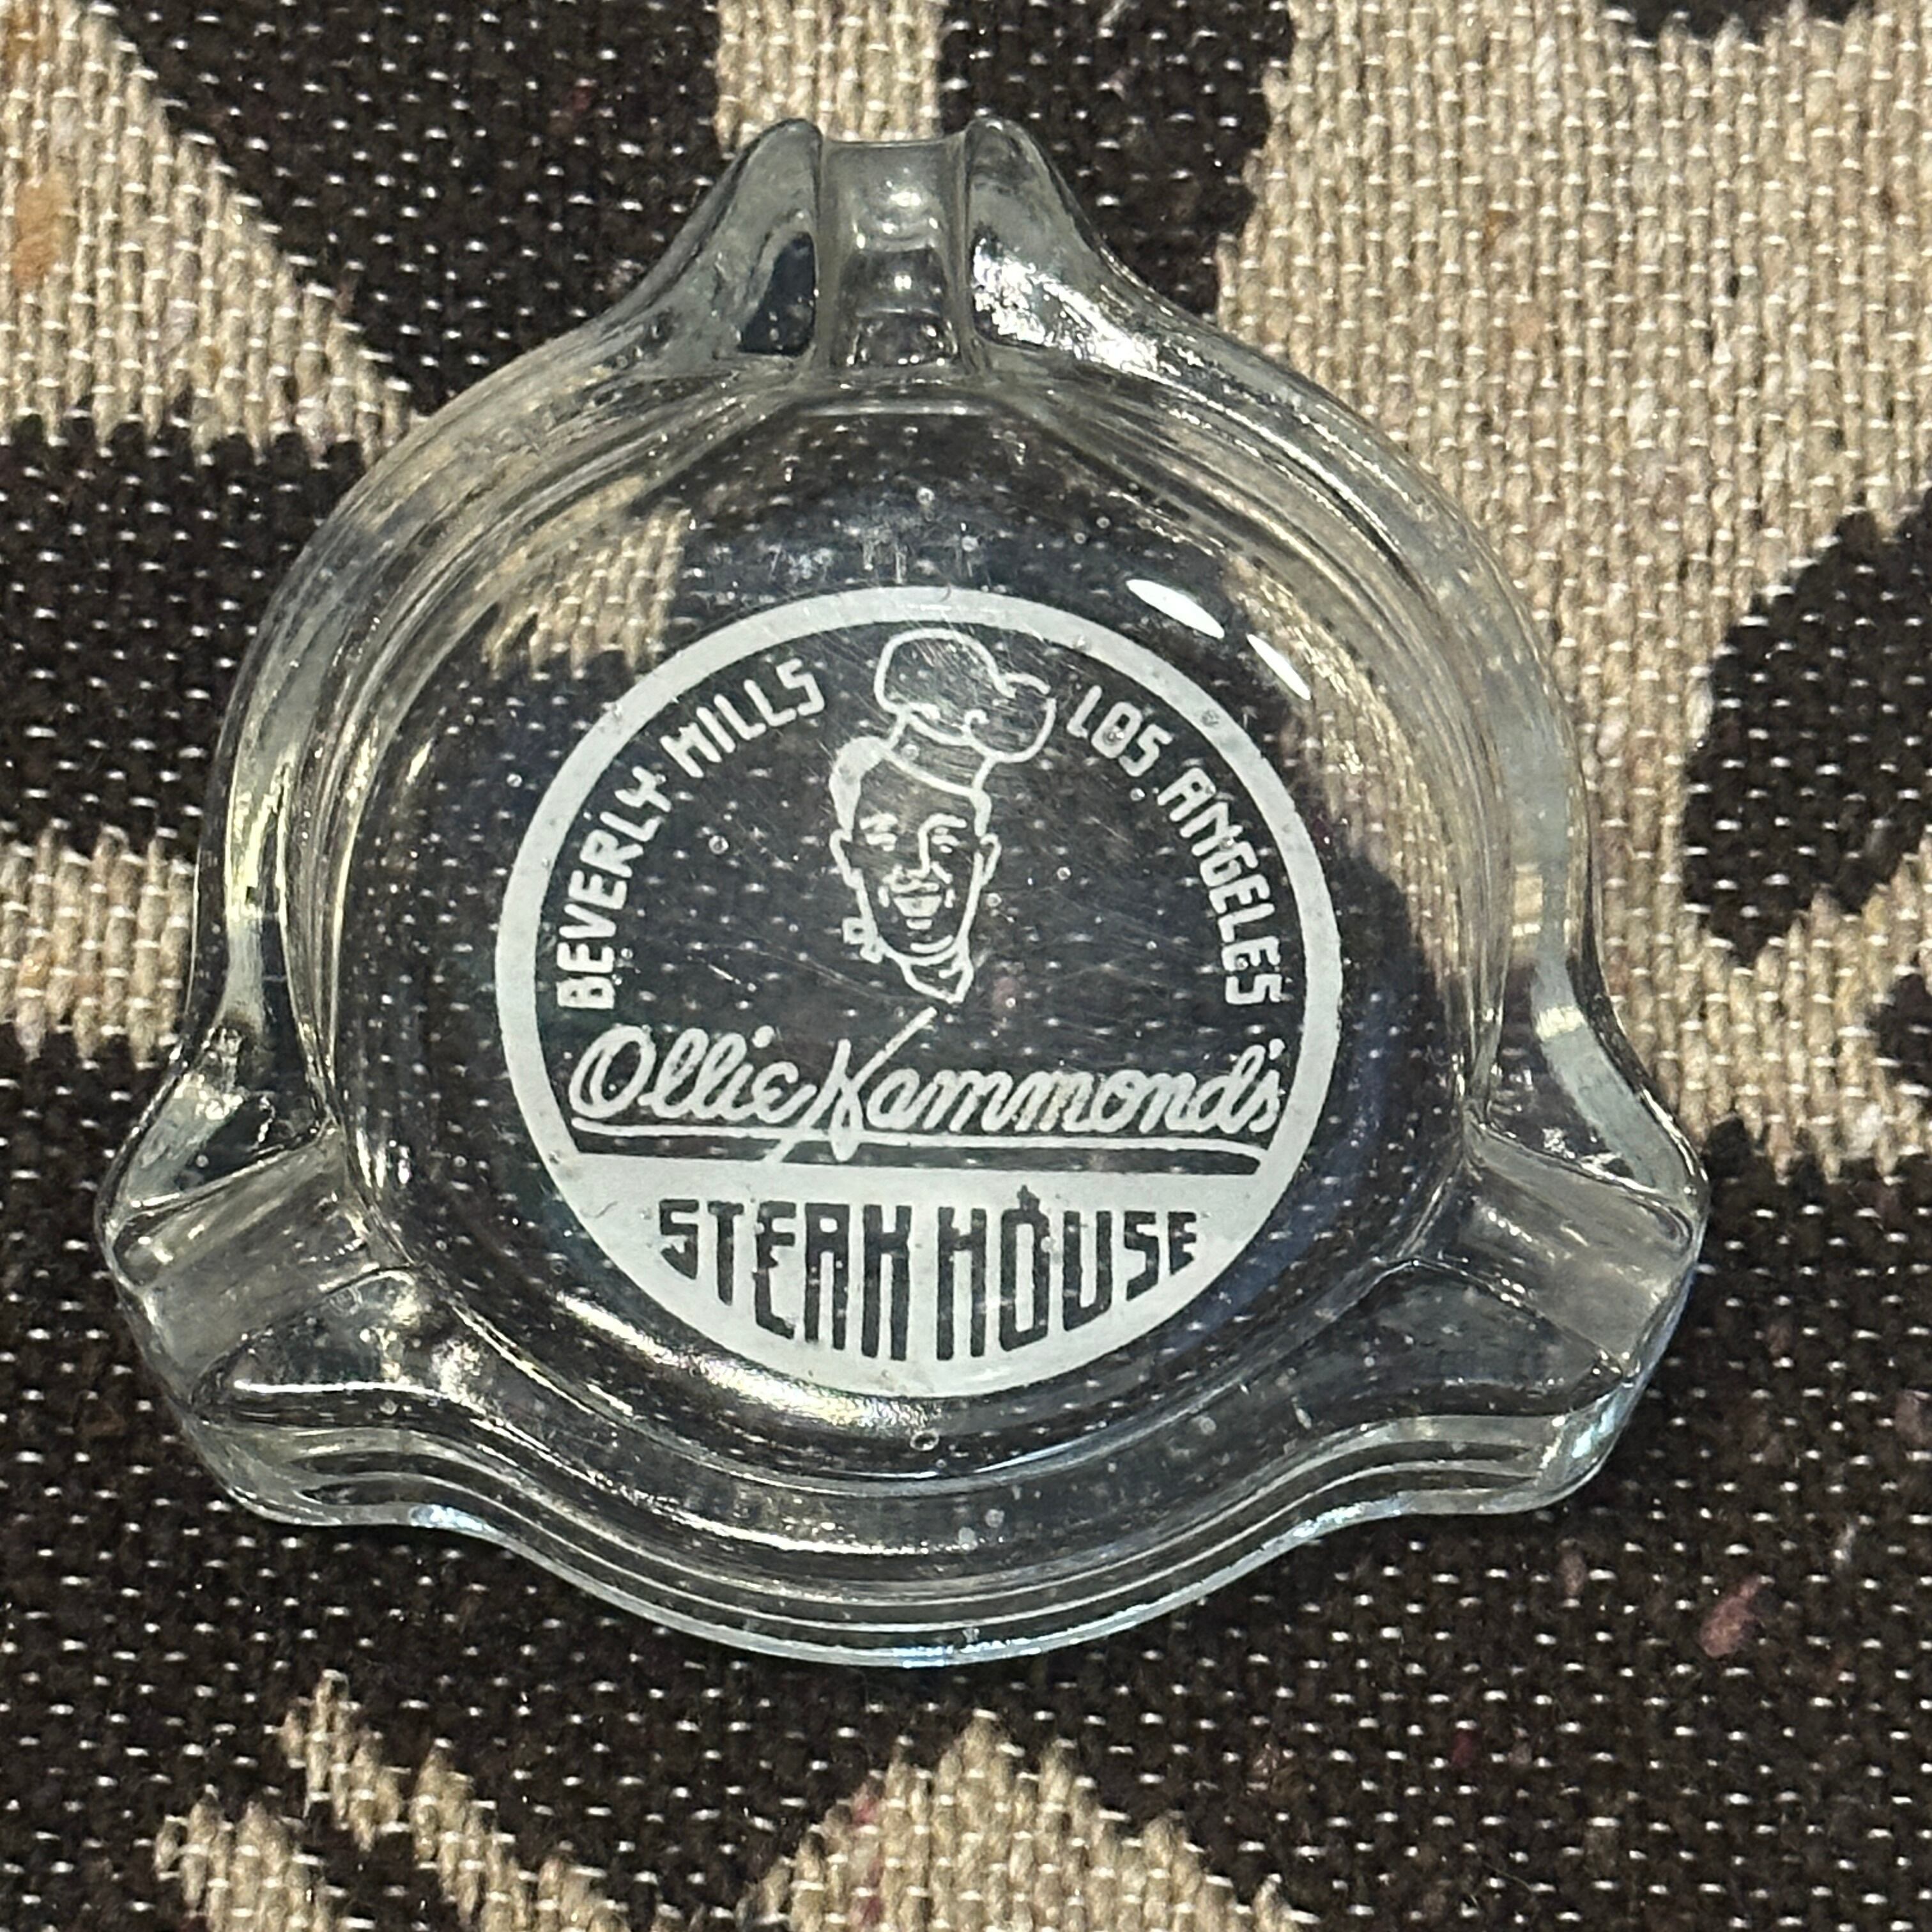 BEVERLY HILLS
LOS ANGELES
Ollie Hammond's
STEAK HOUSE